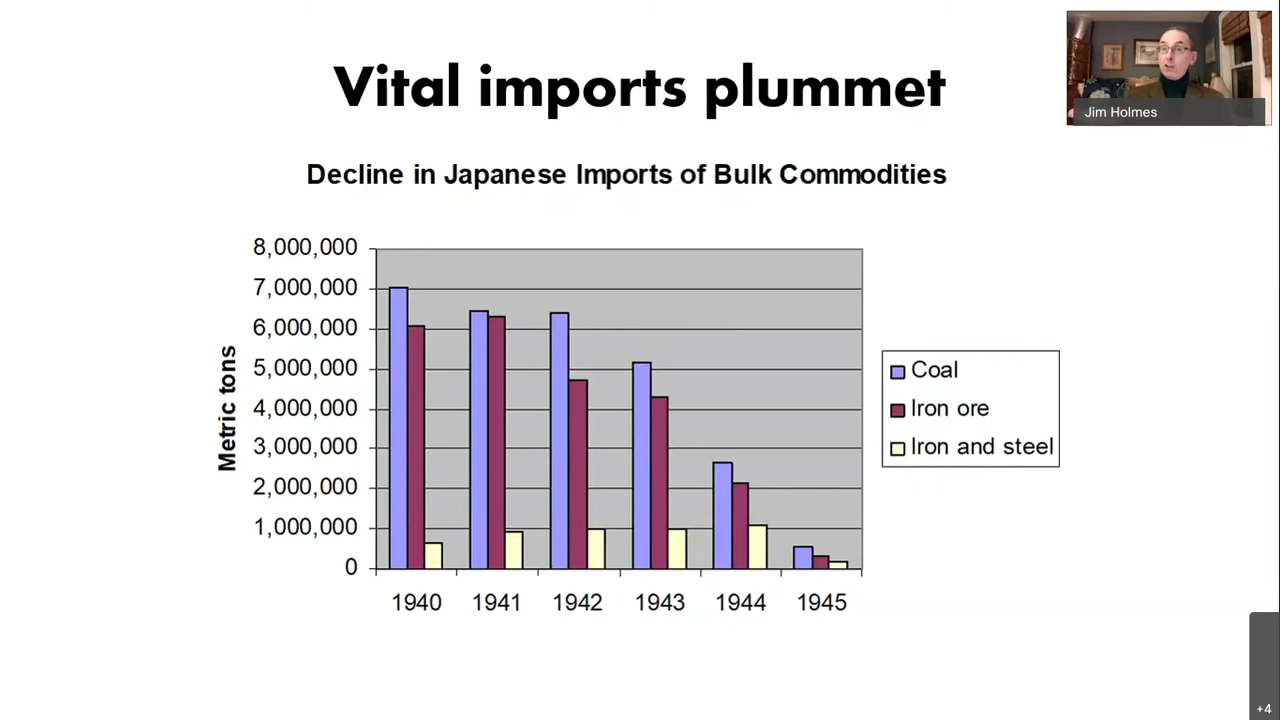 Vital imports plummet
Jim Holmes
Decline in Japanese Imports of Bulk Commodities
Metric tons
8,000,000
7,000,000
6,000,000
5,000,000
4,000,000
3,000,000
2,000,000
1,000,000
0
1940 1941 1942 1943 1944 1945
Coal
Iron ore
Iron and steel
+4